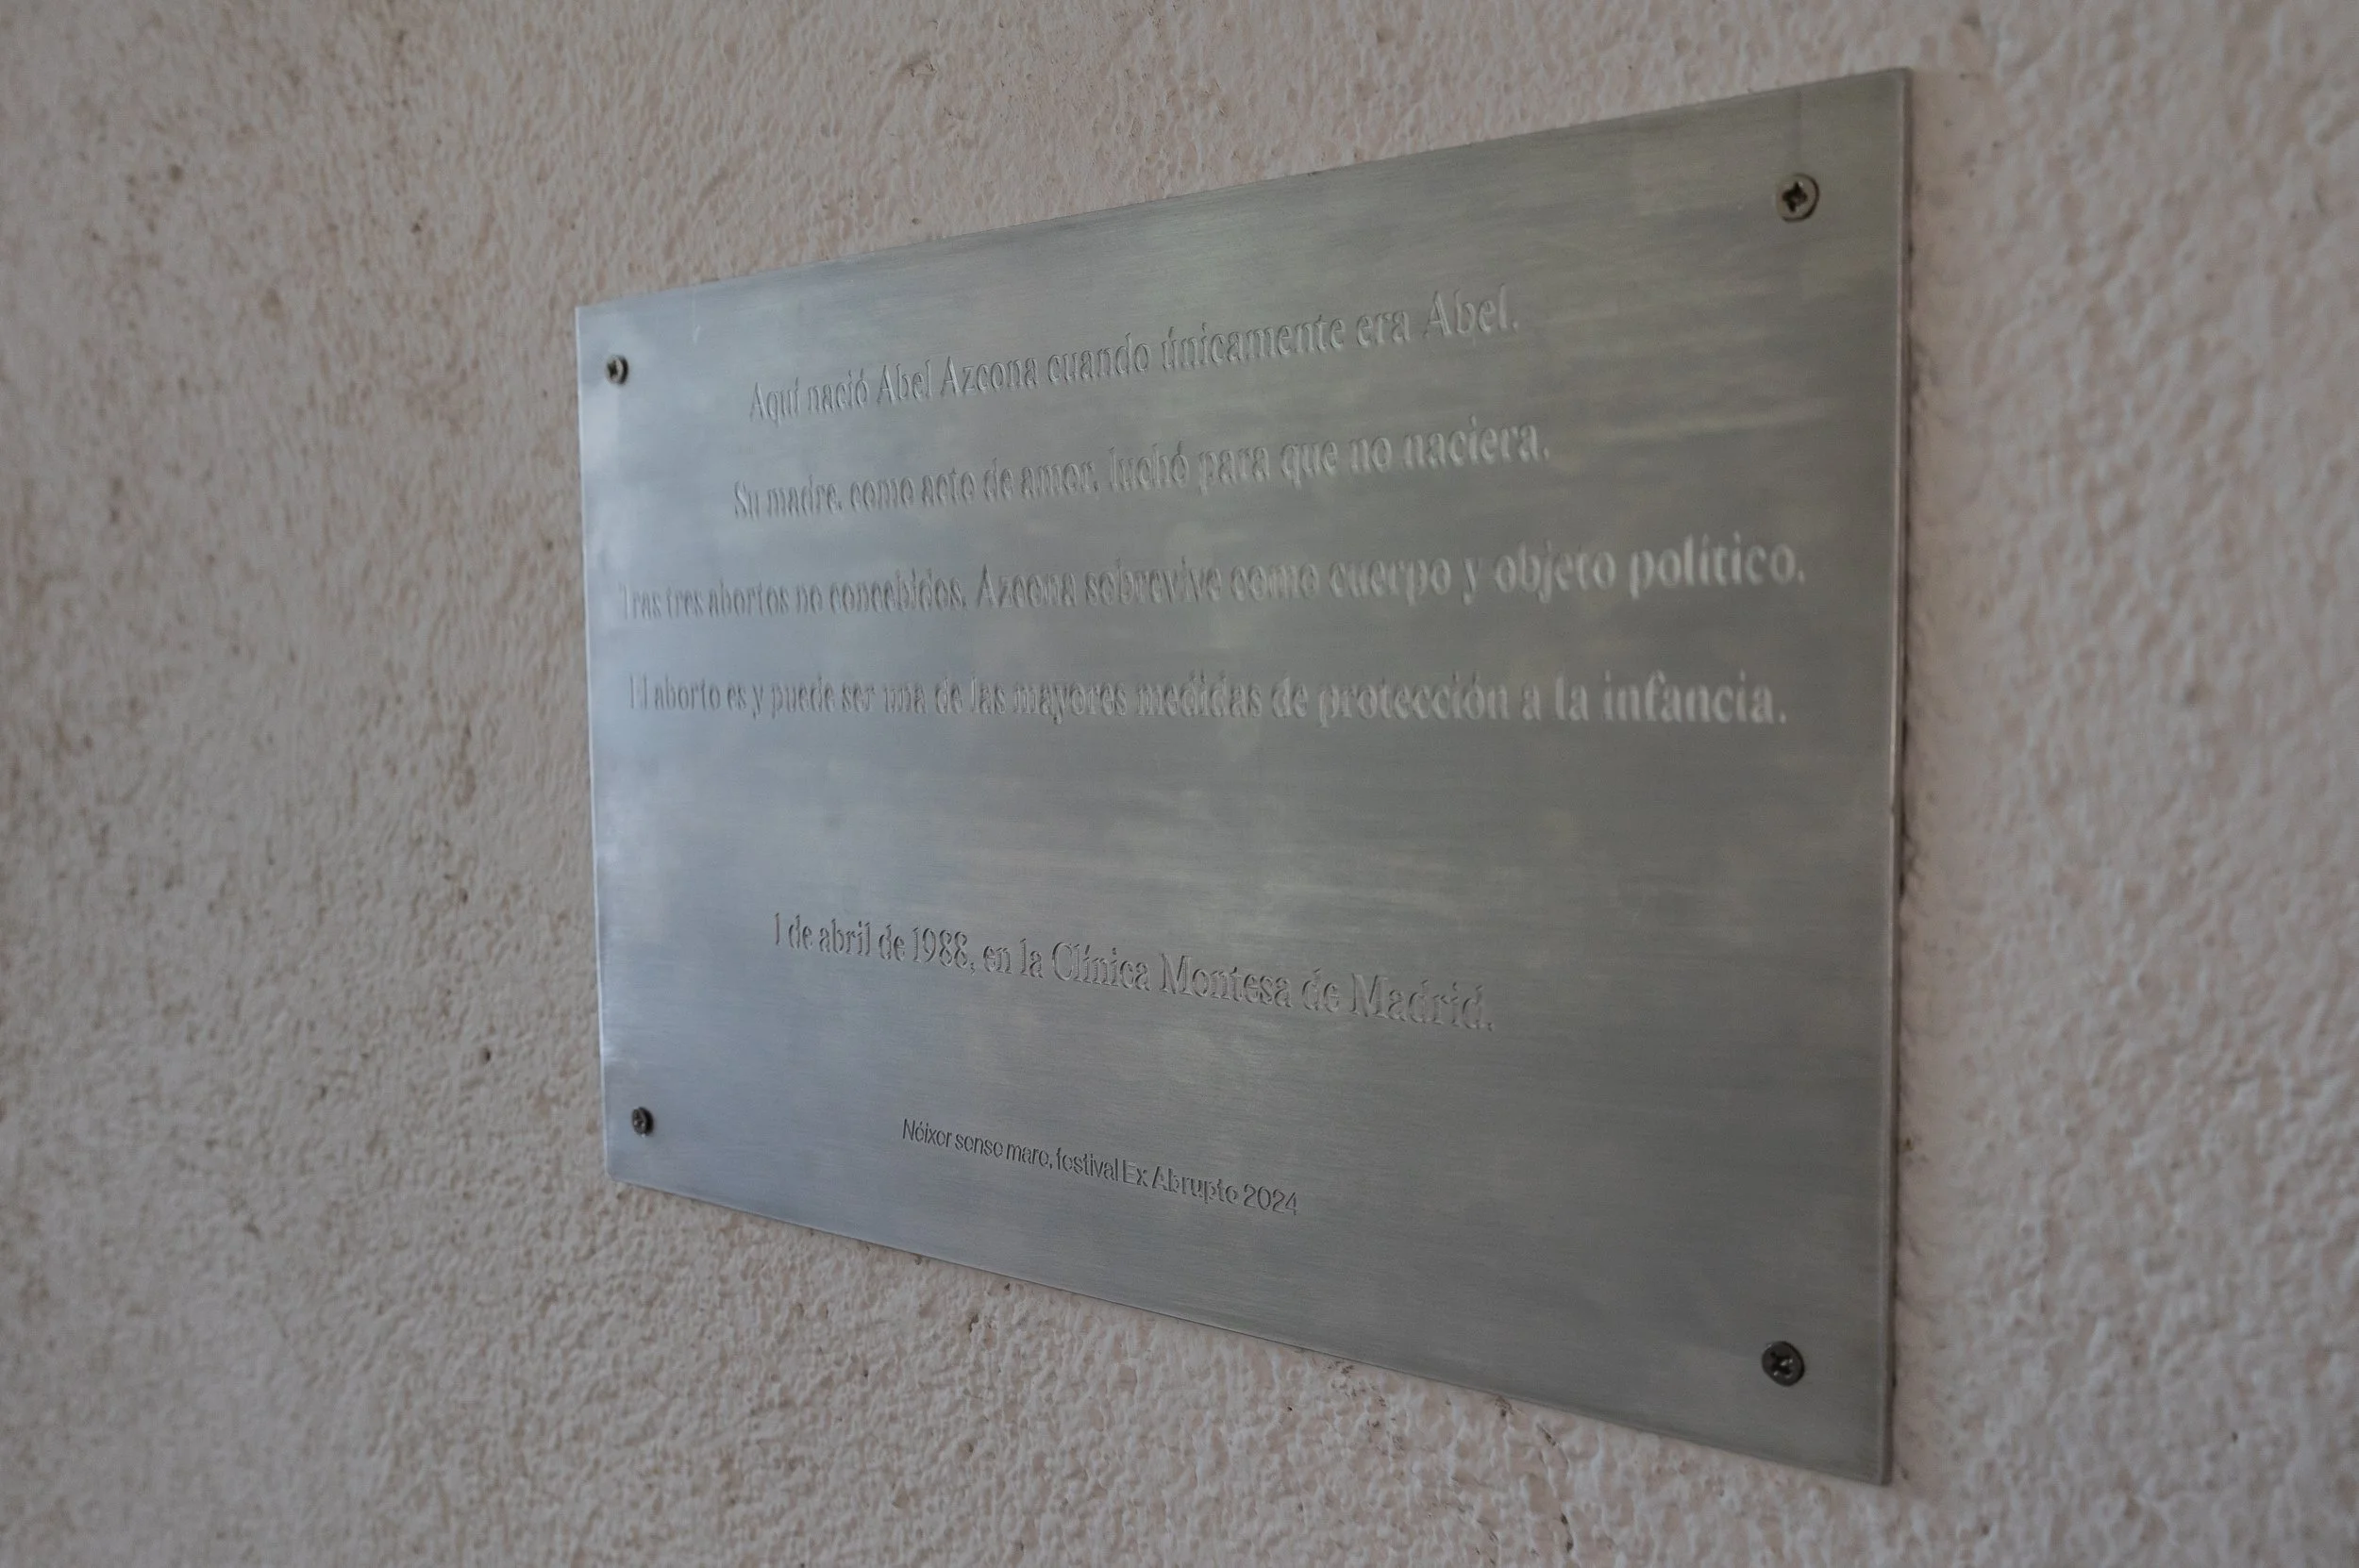 Aquí nació Abel Azcona cuando únicamente era Abel.
Su madre, como acto de amor, luchó para que no naciera.
Tras tres abortos no concebidos, Azcona sobrevive como cuerpo y objeto político.
El aborto es y puede ser una de las mayores medidas de protección a la infancia.
1 de abril de 1988, en la Clínica Montesa de Madrid.
Néixer sense mare, festival Ex Abrupto 2024